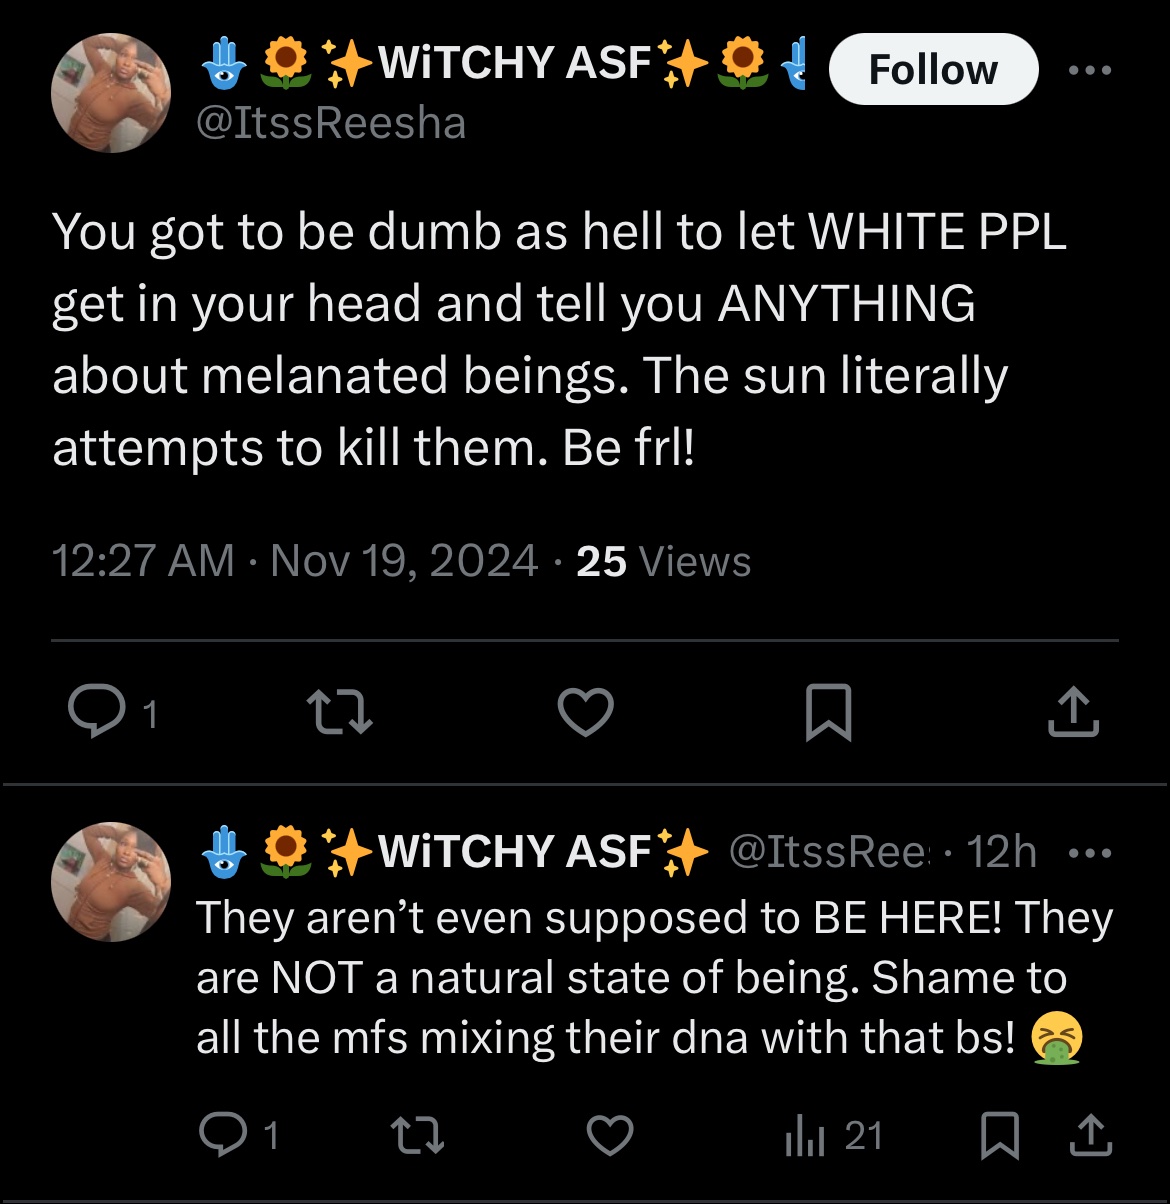 🪬🌻✨WiTCHY ASF✨🌻🪬
Follow
@ItssReesha
You got to be dumb as hell to let WHITE PPL
get in your head and tell you ANYTHING
about melanated beings. The sun literally
attempts to kill them. Be frl!
12:27 AM · Nov 19, 2024 · 25 Views
1
🪬🌻✨WiTCHY ASF✨ @ItssRees · 12h
They aren’t even supposed to BE HERE! They
are NOT a natural state of being. Shame to
all the mfs mixing their dna with that bs! 🤮
1 21